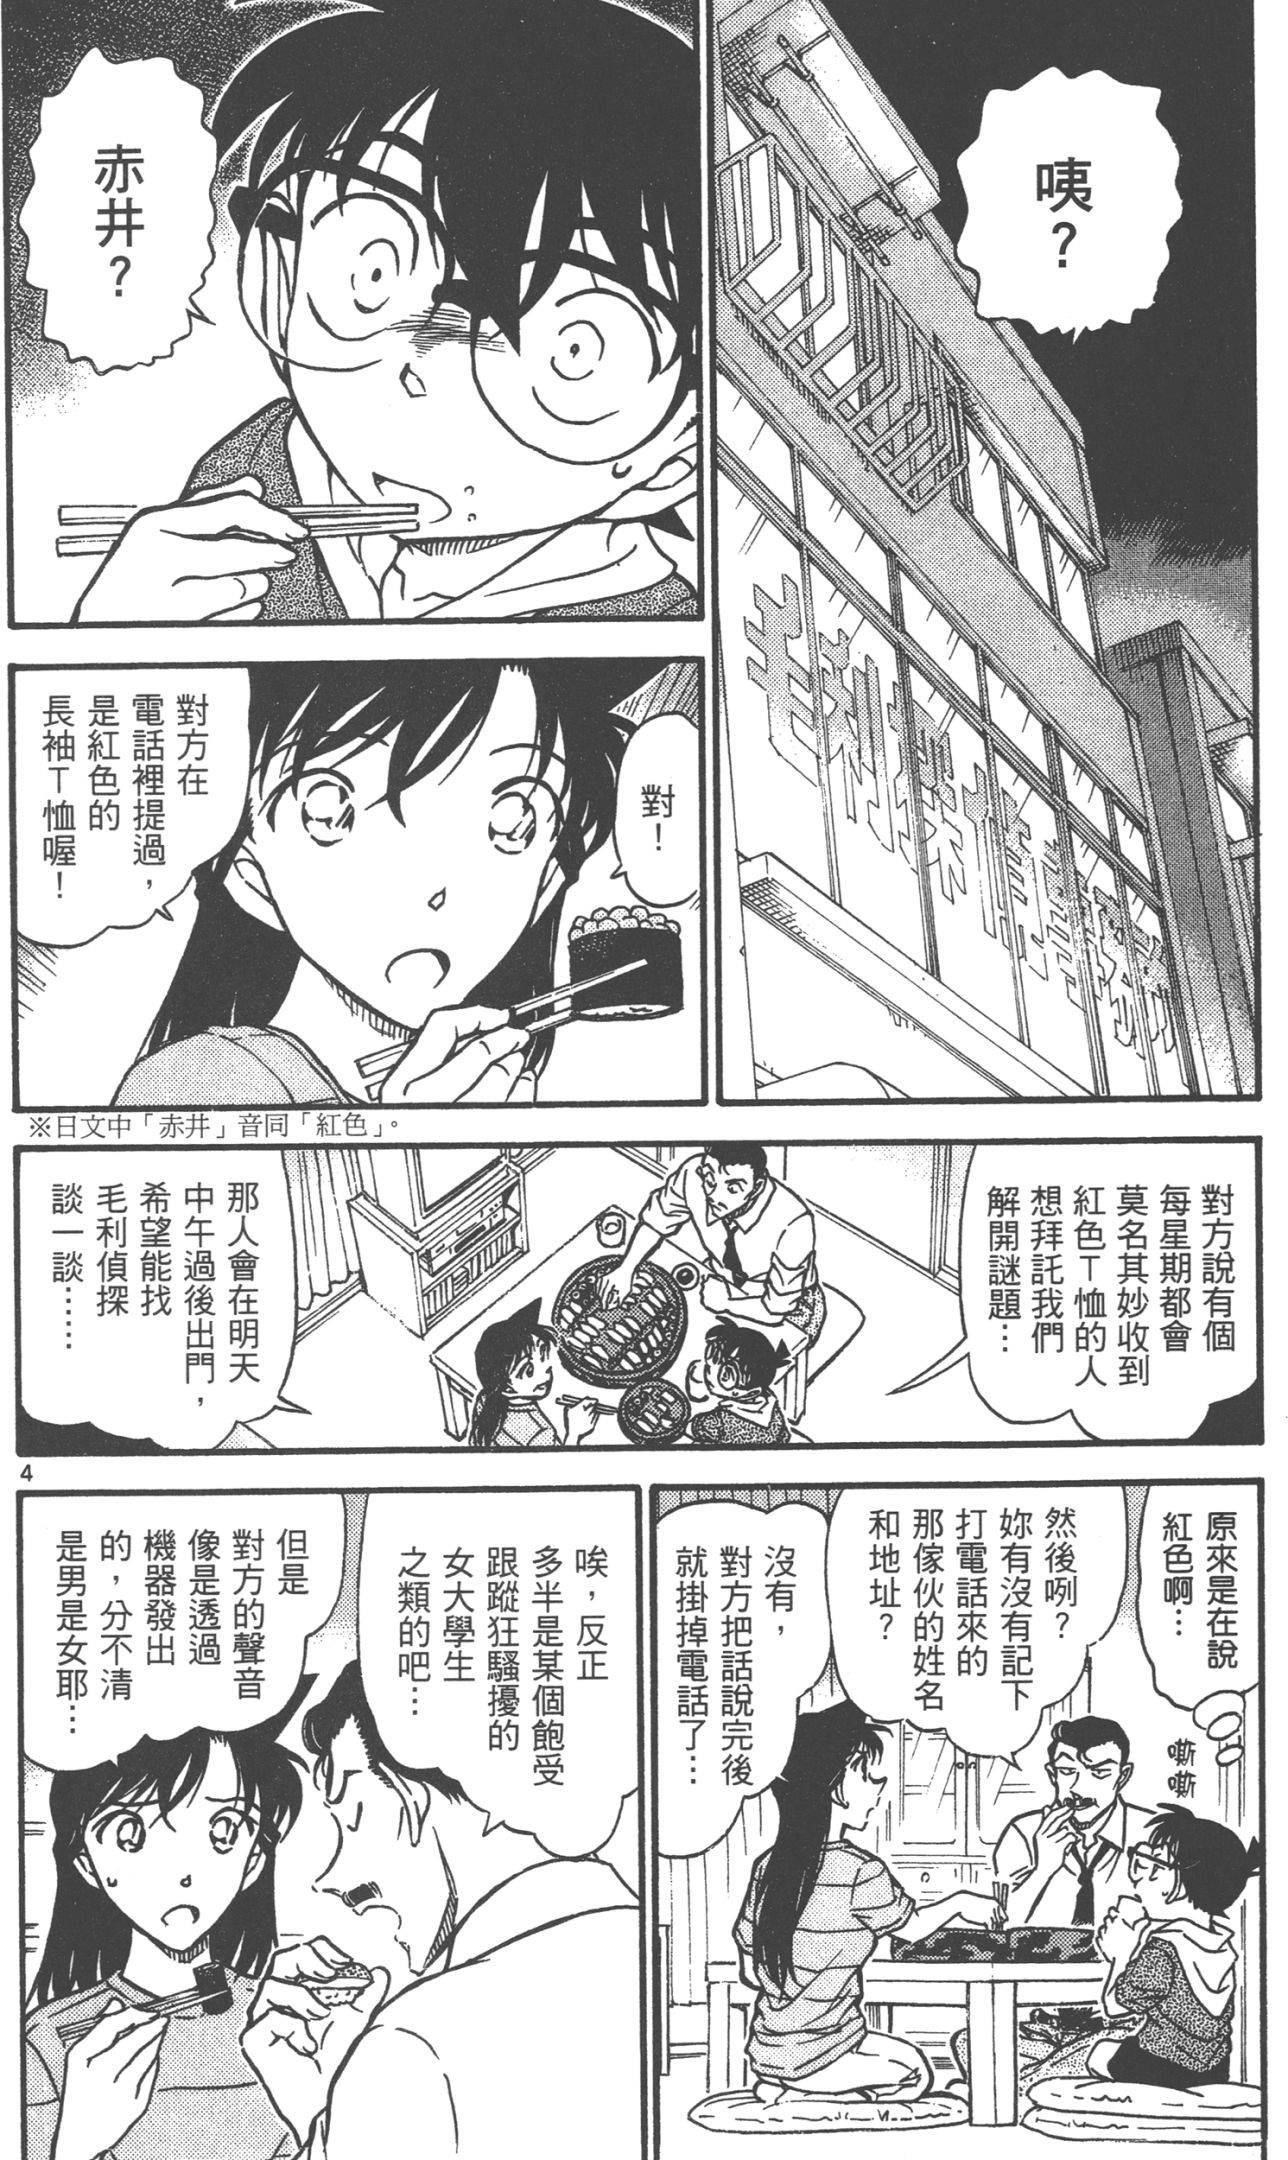 咦？
毛利偵探事務所
赤井？
對！
對方在
電話裡提過，
是紅色的
長袖T恤喔！
※日文中「赤井」音同「紅色」。
對方說有個
每星期都會
莫名其妙收到
紅色T恤的人
想拜託我們
解開謎題…
那人會在明天
中午過後出門，
希望能找
毛利偵探
談一談……
4
原來是在說
紅色啊…
嘶嘶
然後咧？
妳有沒有記下
打電話來的
那傢伙的姓名
和地址？
沒有，
對方把話說完後
就掛掉電話了…
唉，反正
多半是某個飽受
跟蹤狂騷擾的
女大學生
之類的吧…
但是
對方的聲音
像是透過
機器發出
的，分不清
是男是女耶…